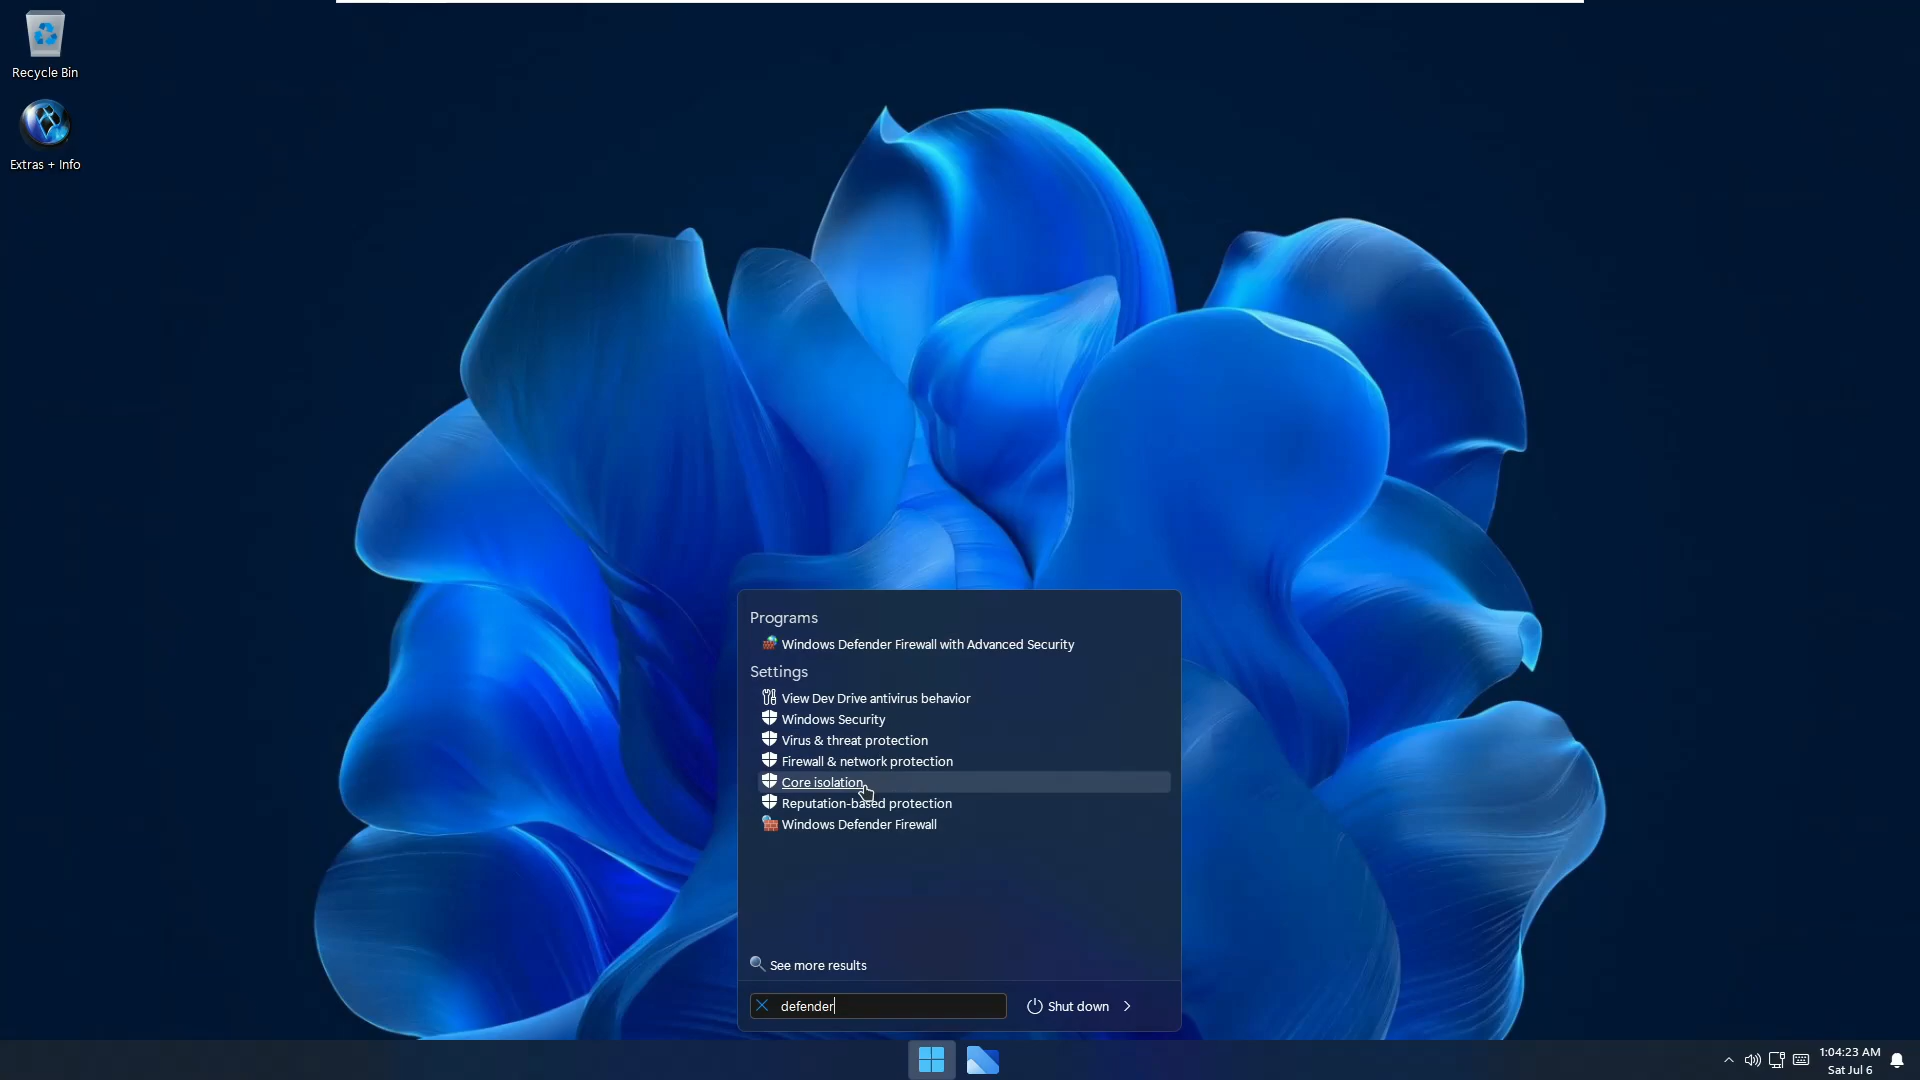 Recycle Bin
Extras + Info
Programs
Windows Defender Firewall with Advanced Security
Settings
View Dev Drive antivirus behavior
Windows Security
Virus & threat protection
Firewall & network protection
Core isolation
Reputation-based protection
Windows Defender Firewall
See more results
defender
Shut down
1:04:23 AM
Sat Jul 6